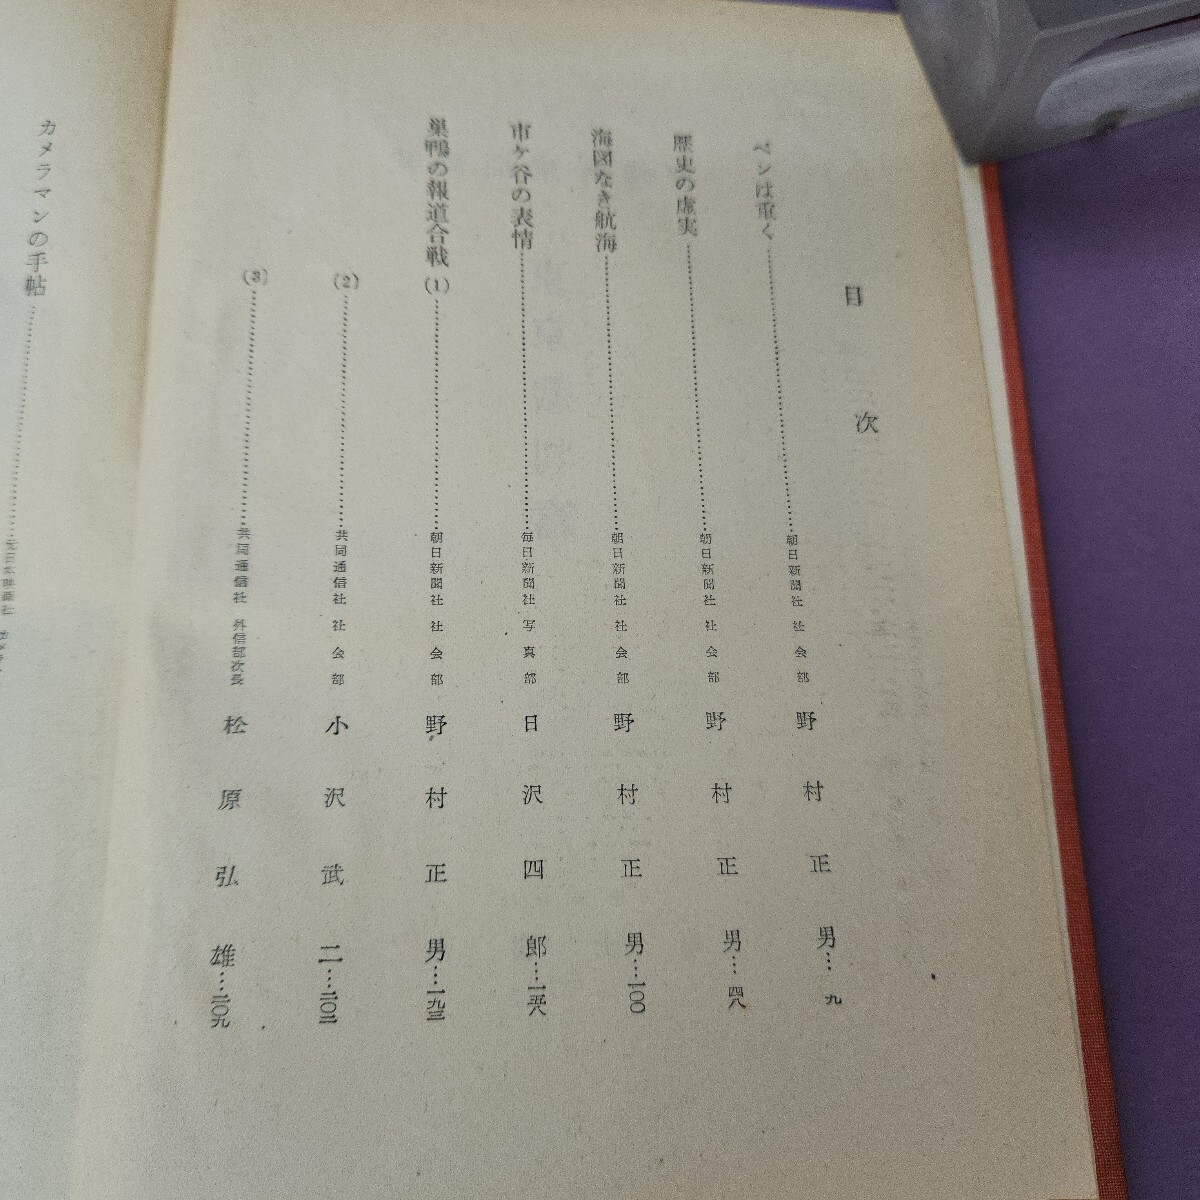 目次
ペンは重く……朝日新聞社 社会部 野村正男…九
歴史の虚実……朝日新聞社 社会部 野村正男…四八
海図なき航海……朝日新聞社 社会部 野村正男…一〇〇
市ケ谷の表情……毎日新聞社 写真部 日沢四郎…一五八
巣鴨の報道合戦(1)……朝日新聞社 社会部 野村正男…一九三
(2)……共同通信社 社会部 小沢武二…二〇二
(3)……共同通信社 外信部次長 松原弘雄…二〇九
カメラマンの手帖……